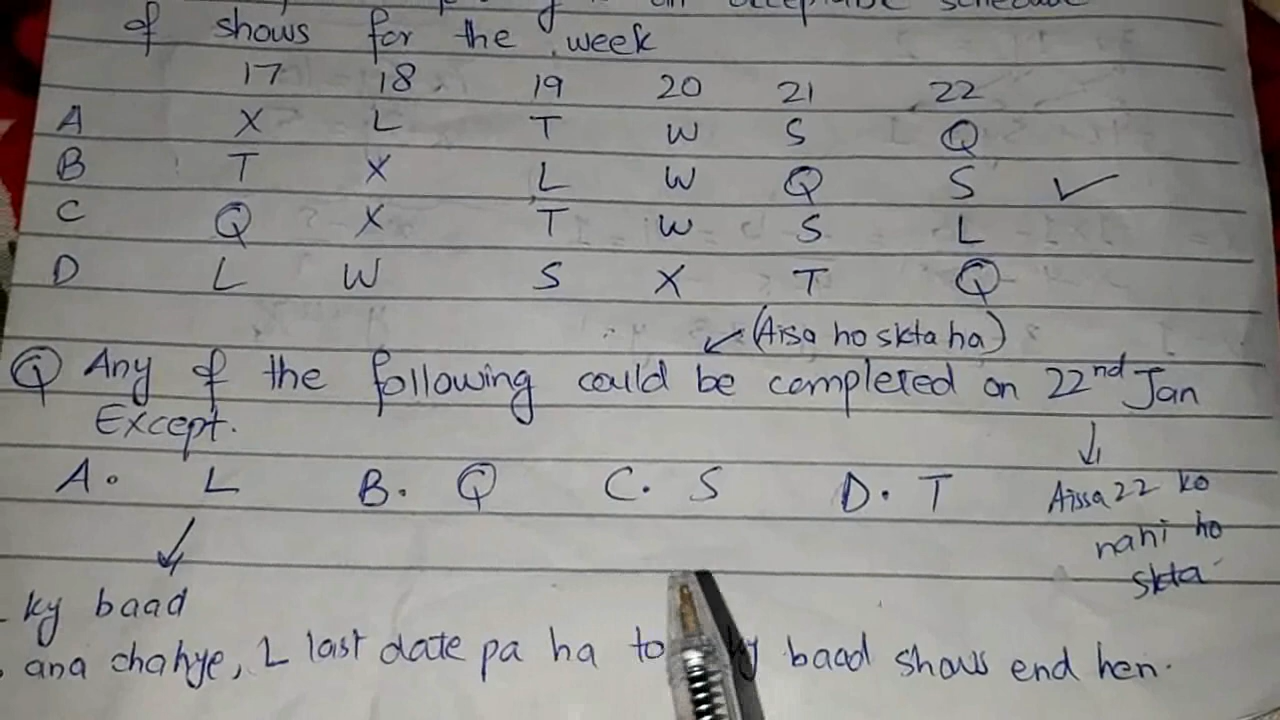 of shows for the week
17 18 19 20 21 22
A X L T W S Q
B T X L W Q S ✓
C Q X T W S L
D L W S X T Q
(Aisa ho skta ha)
Q Any of the following could be completed on 22nd Jan
Except.
A. L B. Q C. S D. T
Aissa 22 ko
nahi ho
skta
ky baad
ana chahye, L last date pa ha to baad shows end hen.